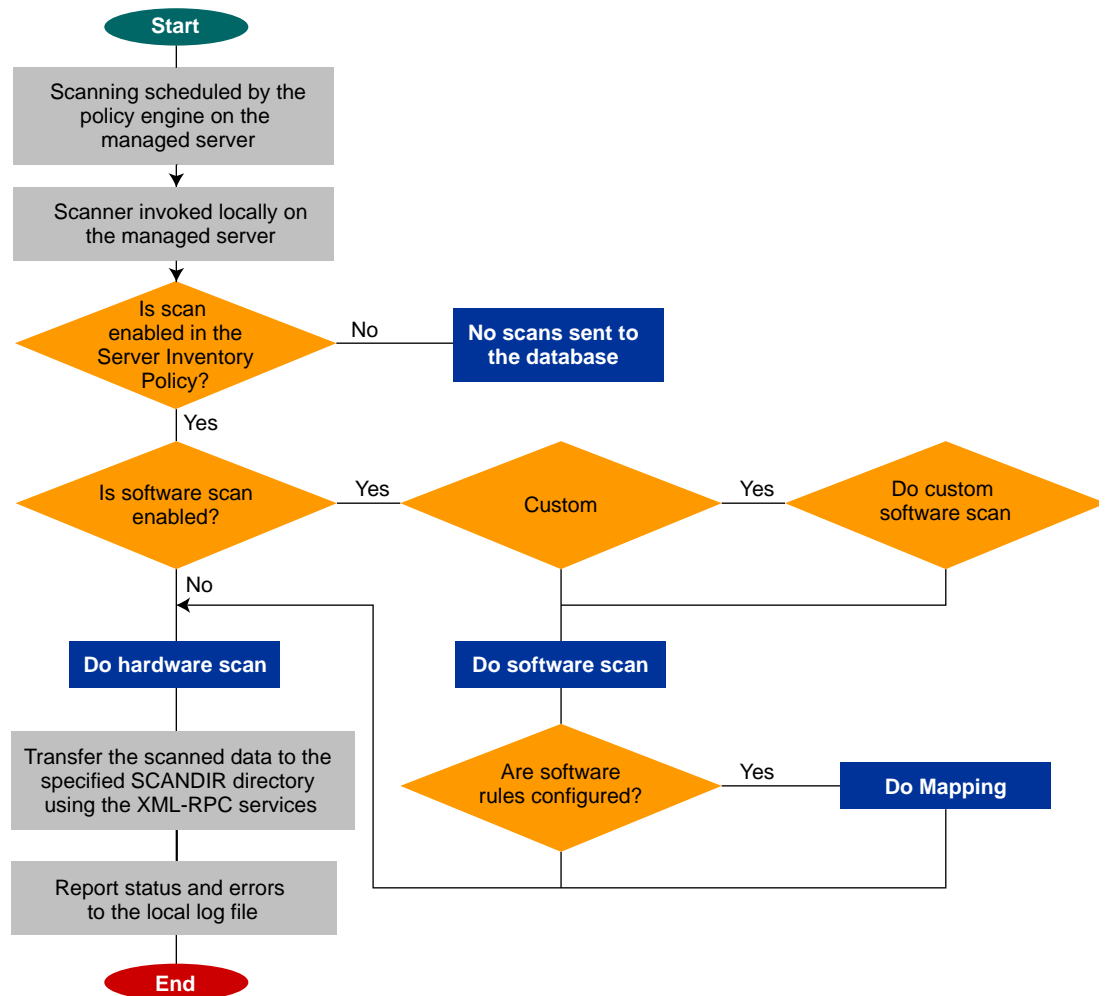 Start
Scanning scheduled by the
policy engine on the
managed server
Scanner invoked locally on
the managed server
Is scan
enabled in the
Server Inventory
Policy?
No
No scans sent to
the database
Yes
Is software scan
enabled?
Yes
Custom
Yes
Do custom
software scan
No
Do hardware scan
Do software scan
Transfer the scanned data to the
specified SCANDIR directory
using the XML-RPC services
Are software
rules configured?
Yes
Do Mapping
Report status and errors
to the local log file
End